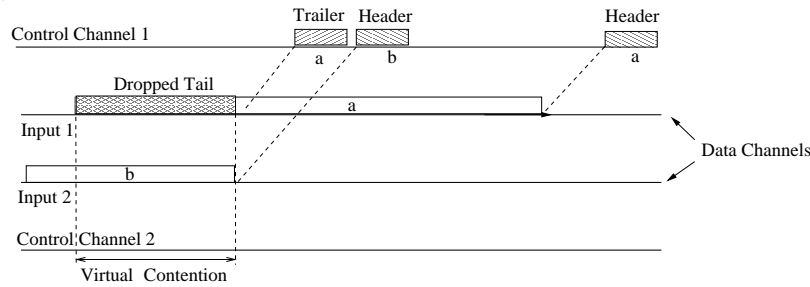 Trailer
Header
Header
Control Channel 1
a
b
a
Dropped Tail
a
Input 1
Data Channels
b
Input 2
Control Channel 2
Virtual Contention